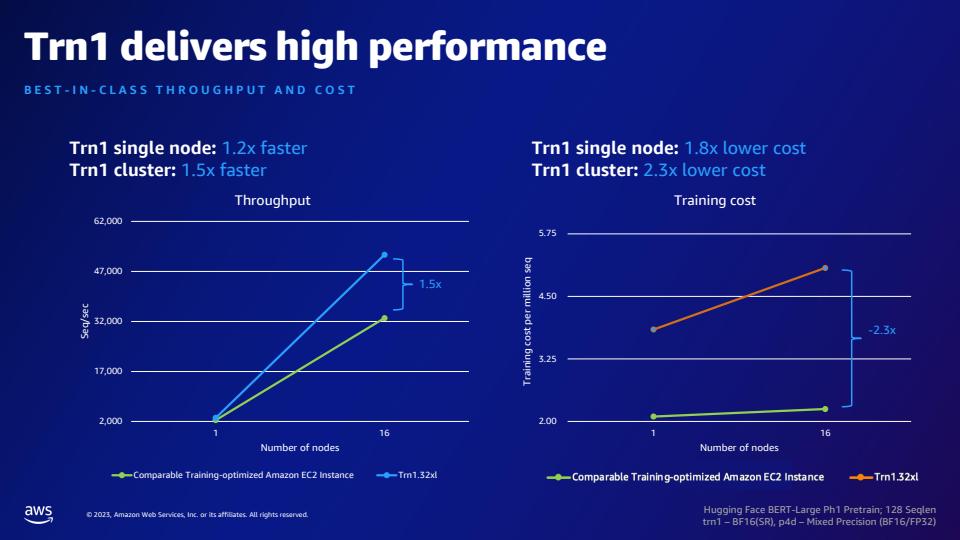 Trn1 delivers high performance
BEST-IN-CLASS THROUGHPUT AND COST
Trn1 single node: 1.2x faster
Trn1 cluster: 1.5x faster
Throughput
62,000
47,000
32,000
17,000
2,000
Seq/sec
1.5x
1
16
Number of nodes
Comparable Training-optimized Amazon EC2 Instance
Trn1.32xl
Trn1 single node: 1.8x lower cost
Trn1 cluster: 2.3x lower cost
Training cost
5.75
4.50
3.25
2.00
Training cost per million seq
-2.3x
1
16
Number of nodes
Comparable Training-optimized Amazon EC2 Instance
Trn1.32xl
aws
© 2023, Amazon Web Services, Inc. or its affiliates. All rights reserved.
Hugging Face BERT-Large Ph1 Pretrain; 128 Seqlen
trn1 – BF16(SR), p4d – Mixed Precision (BF16/FP32)